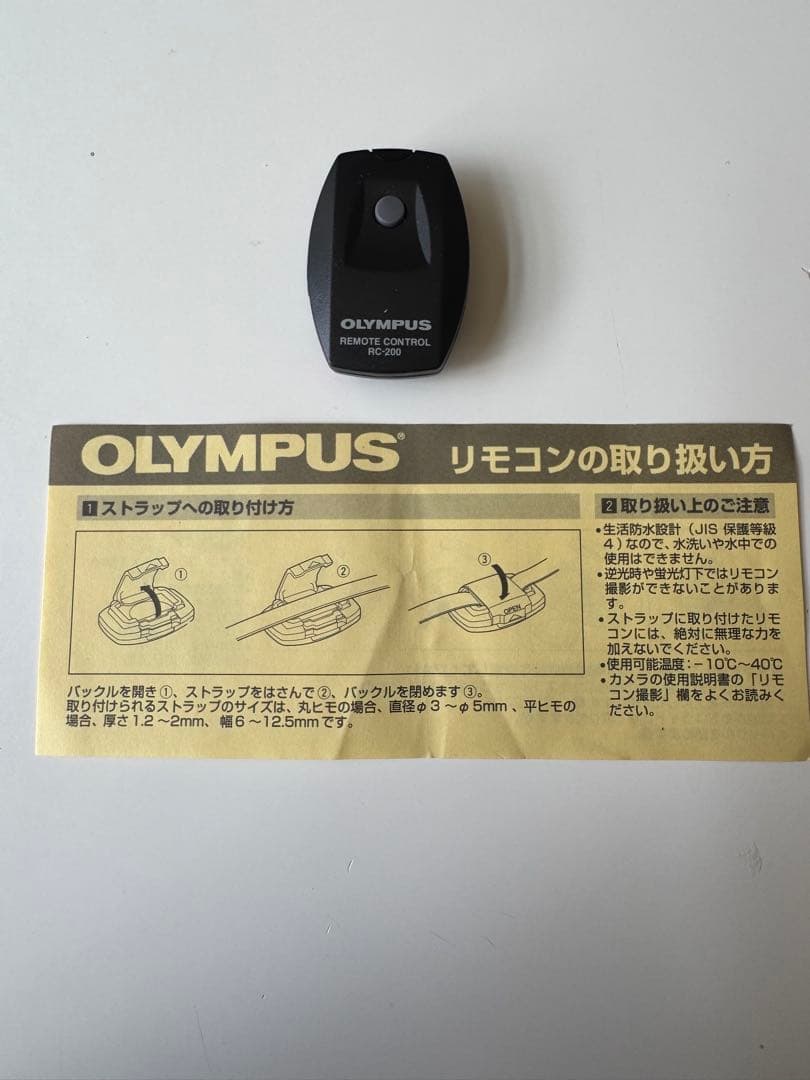 OLYMPUS
REMOTE CONTROL
RC-200
OLYMPUS® リモコンの取り扱い方
1 ストラップへの取り付け方
①
②
③
OPEN
バックルを開き①、ストラップをはさんで②、バックルを閉めます③。
取り付けられるストラップのサイズは、丸ヒモの場合、直径φ3～φ5mm、平ヒモの
場合、厚さ1.2～2mm、幅6～12.5mmです。
2 取り扱い上のご注意
•生活防水設計（JIS 保護等級
4）なので、水洗いや水中での
使用はできません。
•逆光時や蛍光灯下ではリモコン
撮影ができないことがありま
す。
•ストラップに取り付けたリモ
コンには、絶対に無理な力を
加えないでください。
•使用可能温度：－10℃～40℃
•カメラの使用説明書の「リモ
コン撮影」欄をよくお読みく
ださい。